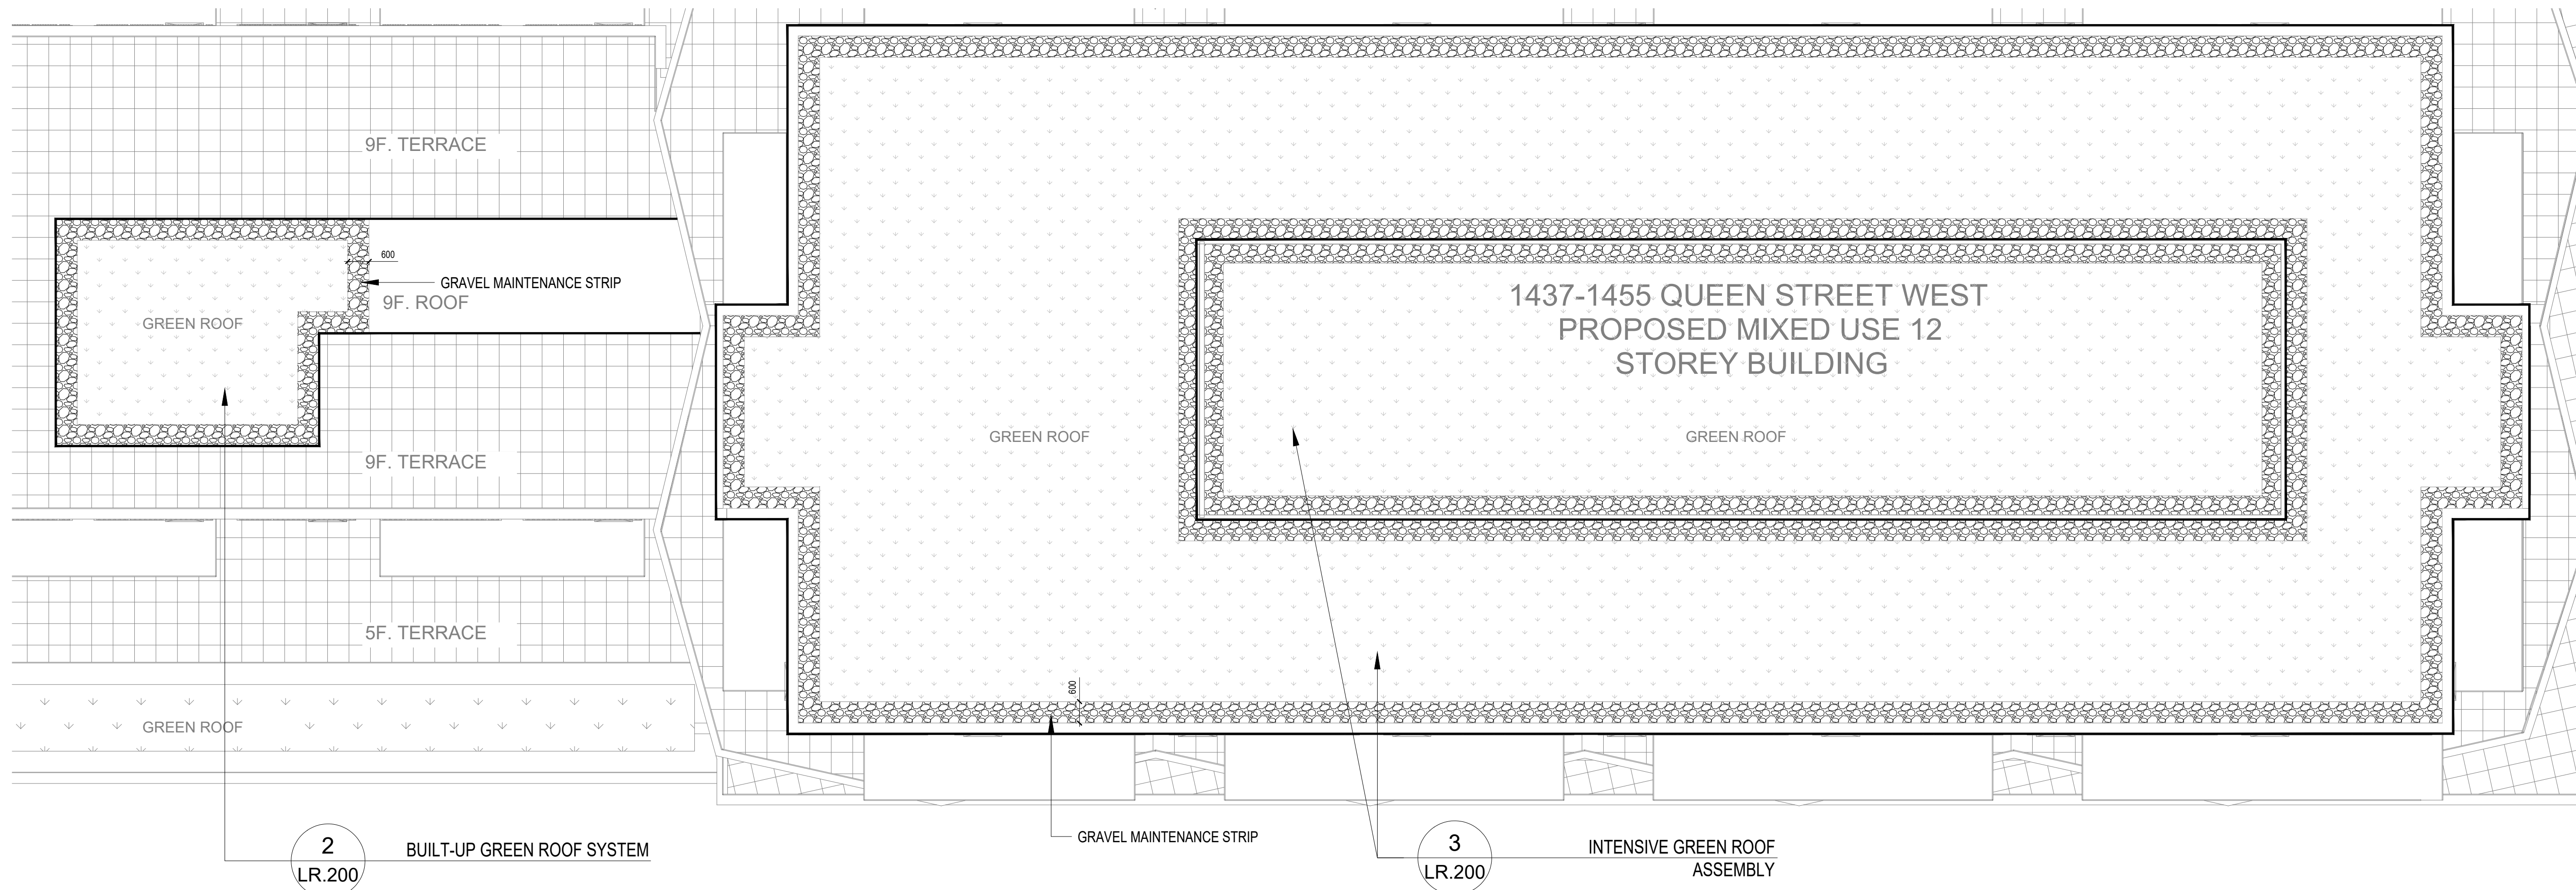 9F. TERRACE
600
GRAVEL MAINTENANCE STRIP
9F. ROOF
GREEN ROOF
1437-1455 QUEEN STREET WEST
PROPOSED MIXED USE 12
STOREY BUILDING
GREEN ROOF
GREEN ROOF
9F. TERRACE
5F. TERRACE
600
GREEN ROOF
GRAVEL MAINTENANCE STRIP
2
LR.200
BUILT-UP GREEN ROOF SYSTEM
3
LR.200
INTENSIVE GREEN ROOF
ASSEMBLY